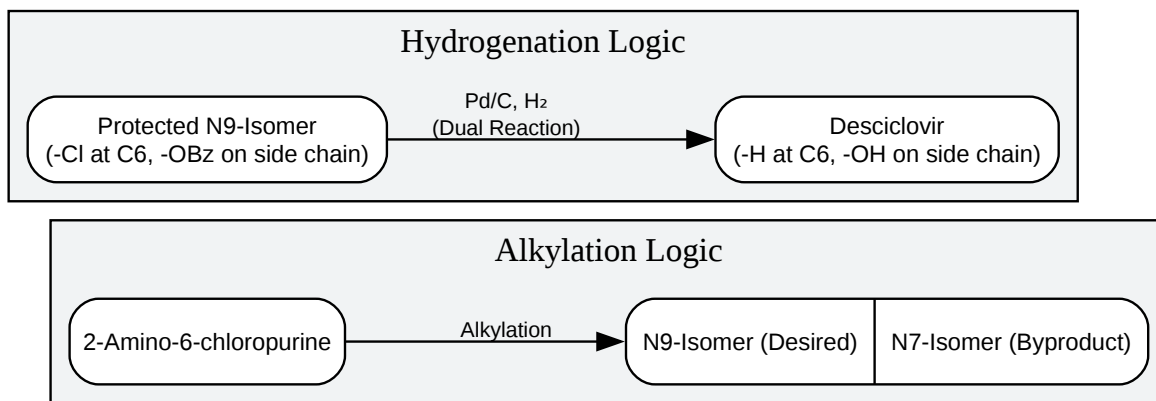 Hydrogenation Logic
Protected N9-Isomer
(-Cl at C6, -OBz on side chain)
Pd/C, H₂
(Dual Reaction)
Desciclovir
(-H at C6, -OH on side chain)
Alkylation Logic
2-Amino-6-chloropurine
Alkylation
N9-Isomer (Desired)
N7-Isomer (Byproduct)